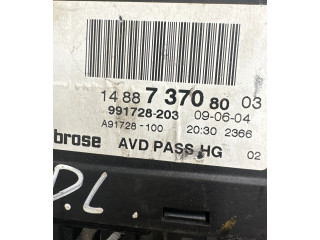 14 88 7 370 80 03
991728-203 09-06-04
A91728-100 20:30 2366
brose AVD PASS HG 02
P.L.